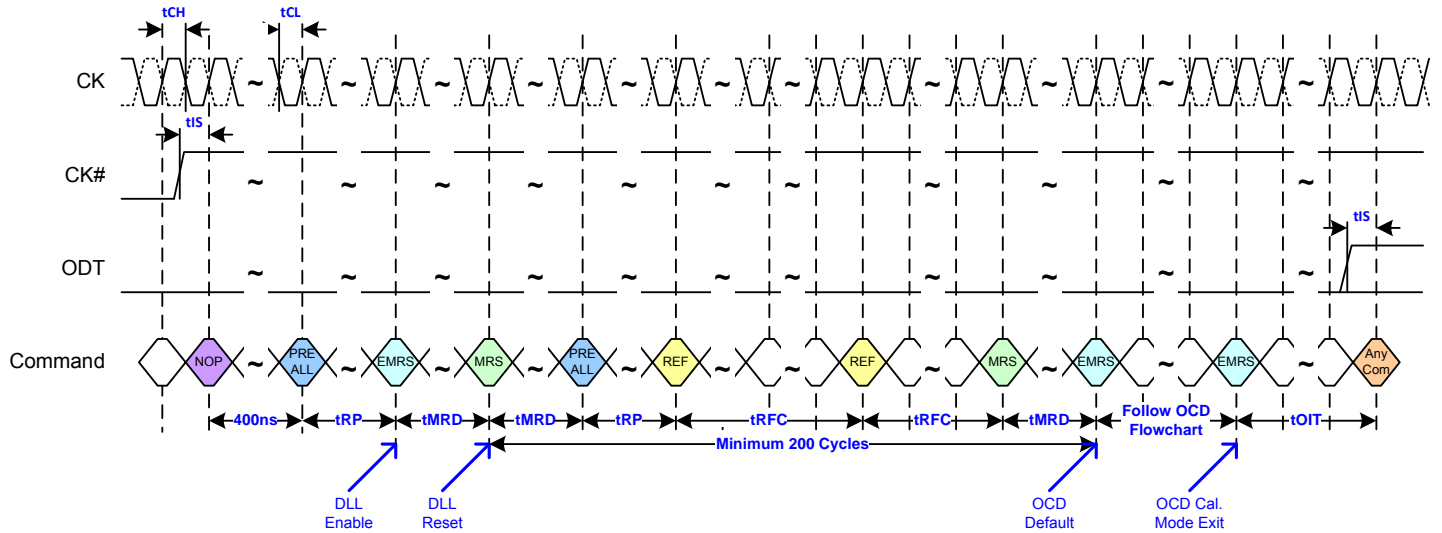 tCH
tCL
CK
~ ~ ~ ~ ~ ~ ~ ~ ~ ~ ~
tIS
CK#
~ ~ ~ ~ ~ ~ ~ ~ ~ ~ ~
tIS
ODT
~ ~ ~ ~ ~ ~ ~ ~ ~ ~ ~
Command
NOP
~
PRE
ALL
~
EMRS
~
MRS
~
PRE
ALL
~
REF
~
~
REF
~
MRS
~
EMRS
~
EMRS
~
Any
Com
400ns
tRP
tMRD
tMRD
tRP
tRFC
tRFC
tMRD
Follow OCD
Flowchart
tOIT
Minimum 200 Cycles
DLL
Enable
DLL
Reset
OCD
Default
OCD Cal.
Mode Exit